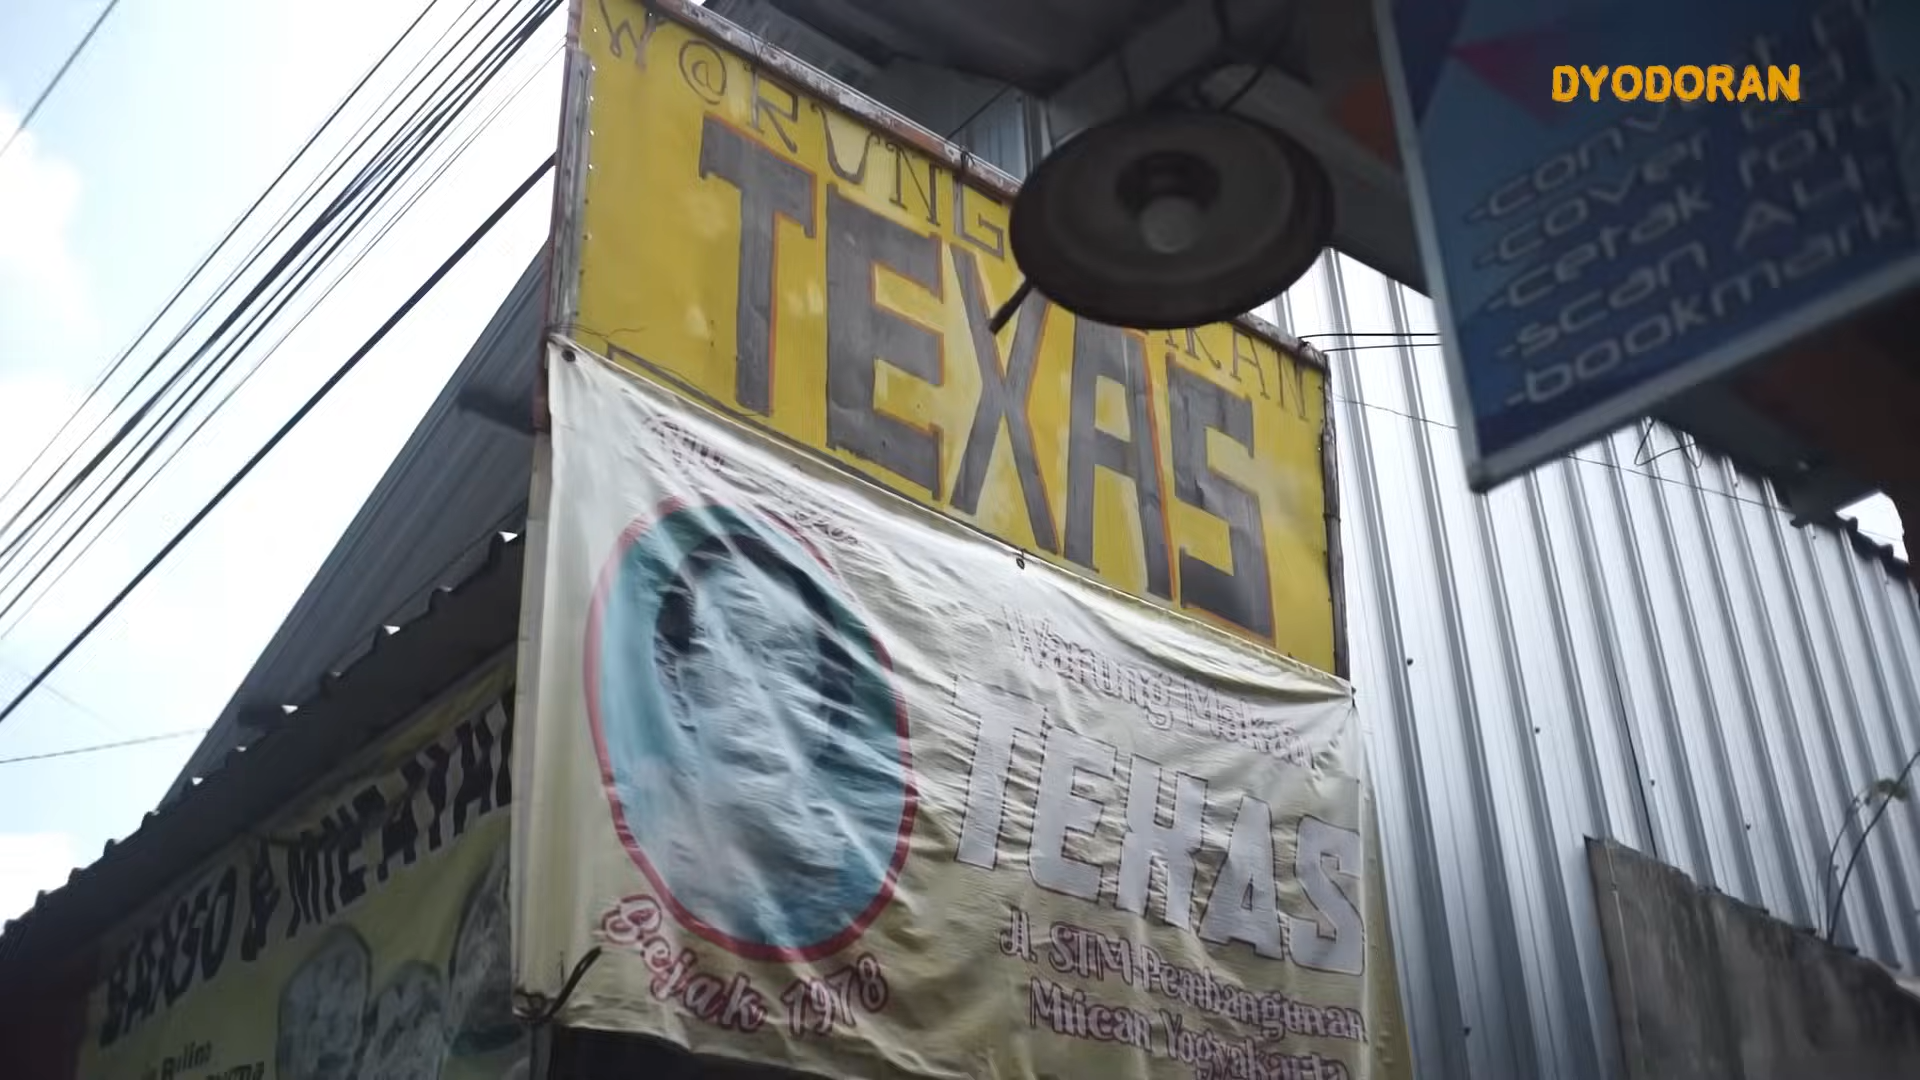 DYODORAN
W@RUNG
TEXAS
-cover
-cetak
-scan
-bookmark
Warung Makan
TEXAS
Jl. STM Pembangunan
Mrican Yogyakarta
Sejak 1978
BAKSO & MIE AYAM